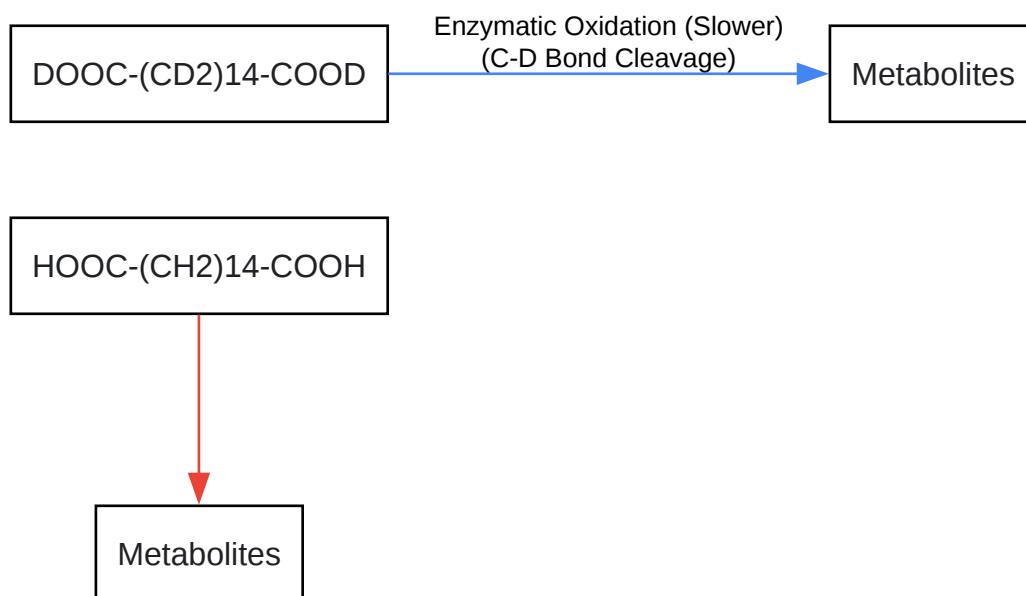 Enzymatic Oxidation (Slower)
(C-D Bond Cleavage)
DOOC-(CD2)14-COOD
Metabolites
HOOC-(CH2)14-COOH
Metabolites